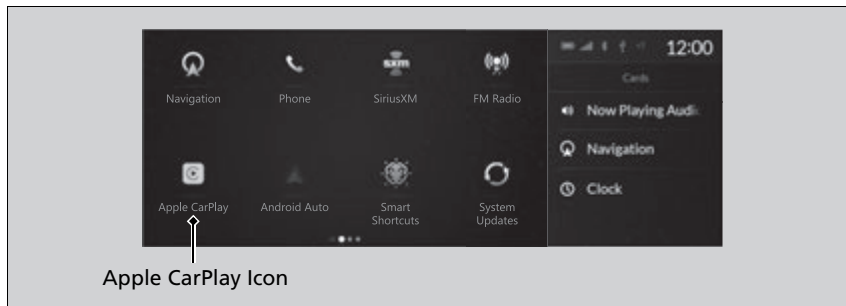 12:00
Cards
Navigation
Phone
SiriusXM
FM Radio
Now Playing Audi
Navigation
Clock
Apple CarPlay
Android Auto
Smart
Shortcuts
System
Updates
Apple CarPlay Icon